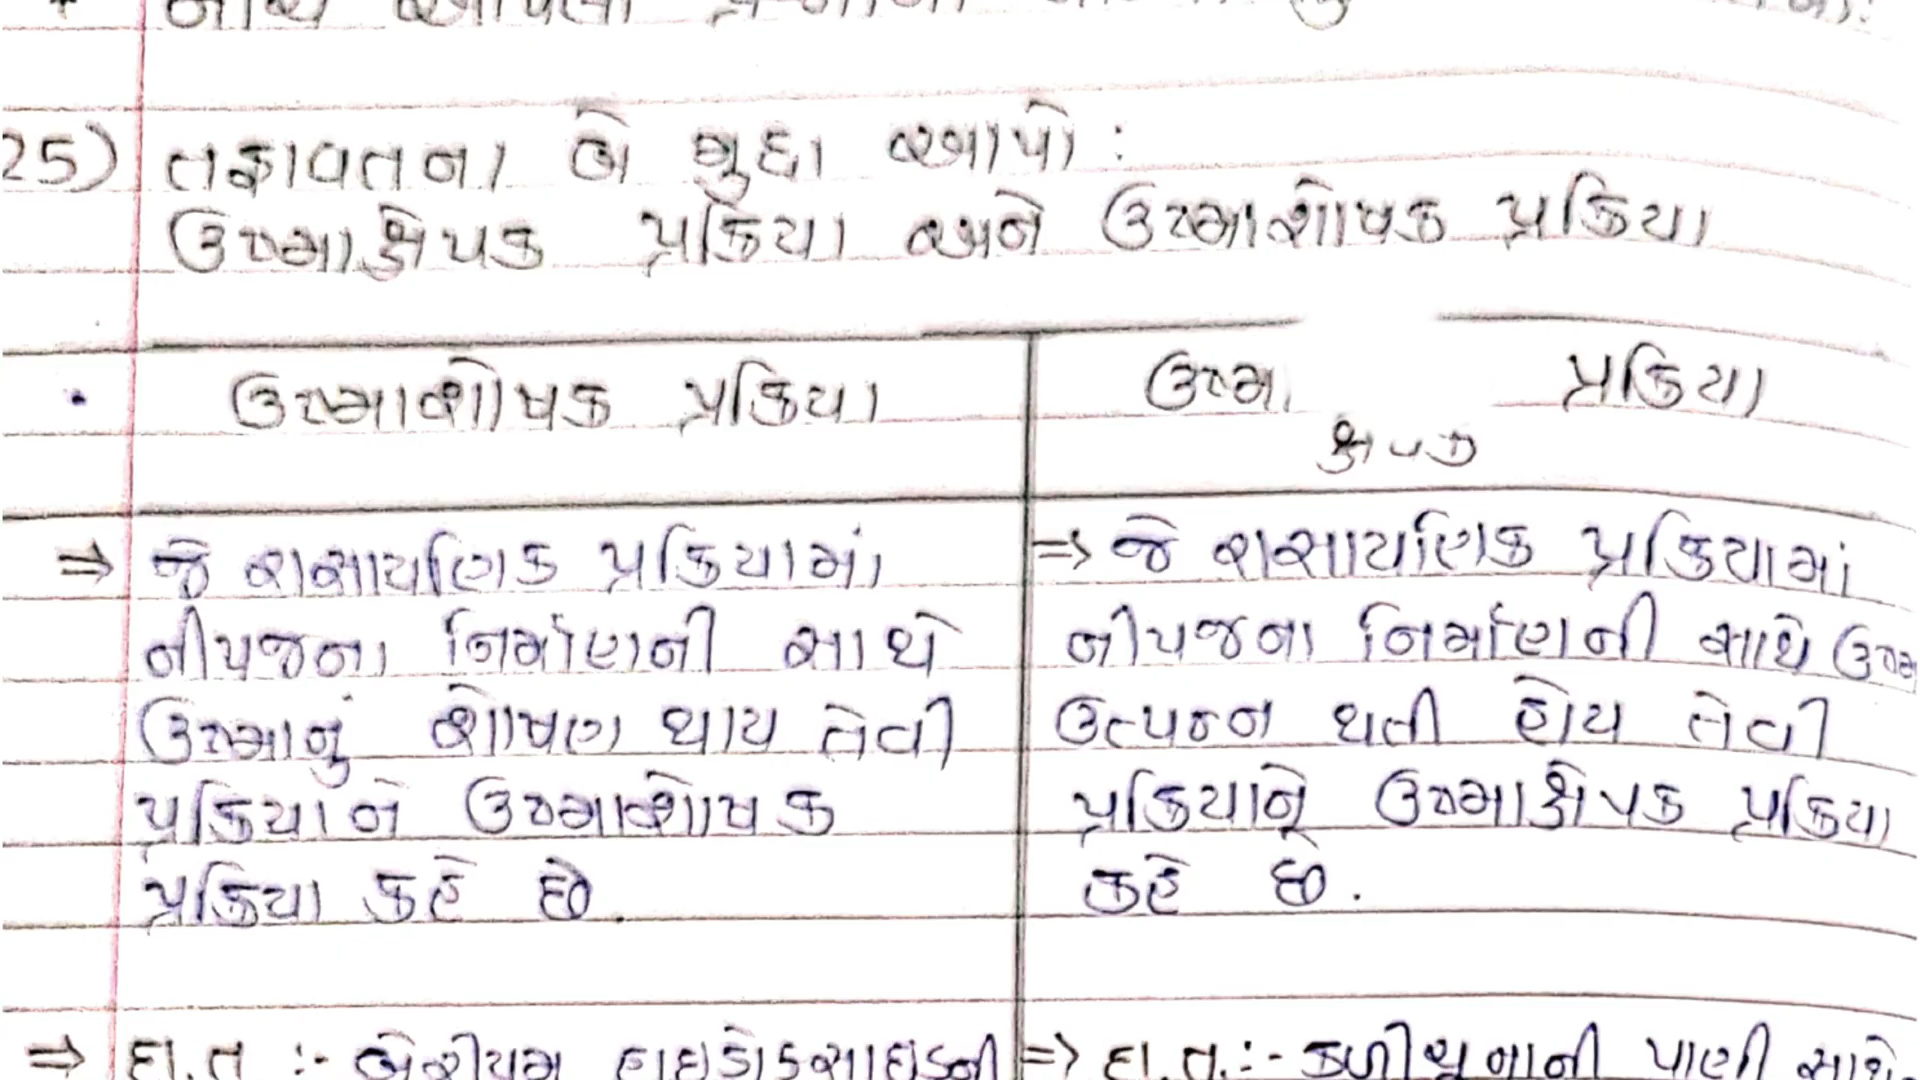 25) તફાવતના બે મુદ્દા આપો :
ઉષ્માક્ષેપક પ્રક્રિયા અને ઉષ્માશોષક પ્રક્રિયા
ઉષ્માશોષક પ્રક્રિયા
⇒ જે રાસાયણિક પ્રક્રિયામાં
નીપજના નિર્માણની સાથે
ઉષ્માનું શોષણ થાય તેવી
પ્રક્રિયાને ઉષ્માશોષક
પ્રક્રિયા કહે છે.
⇒ દા.ત :- બેરીયમ હાઇડ્રોકસાઇડની
ઉષ્મા પ્રક્રિયા
ક્ષેપક
⇒ જે રાસાયણિક પ્રક્રિયામાં
નીપજના નિર્માણની સાથે
ઉત્પન્ન થતી હોય તેવી
પ્રક્રિયાને ઉષ્માક્ષેપક પ્રક્રિયા
કહે છે.
⇒ દા.ત. :- કળીચૂનાની પાણી સાથે